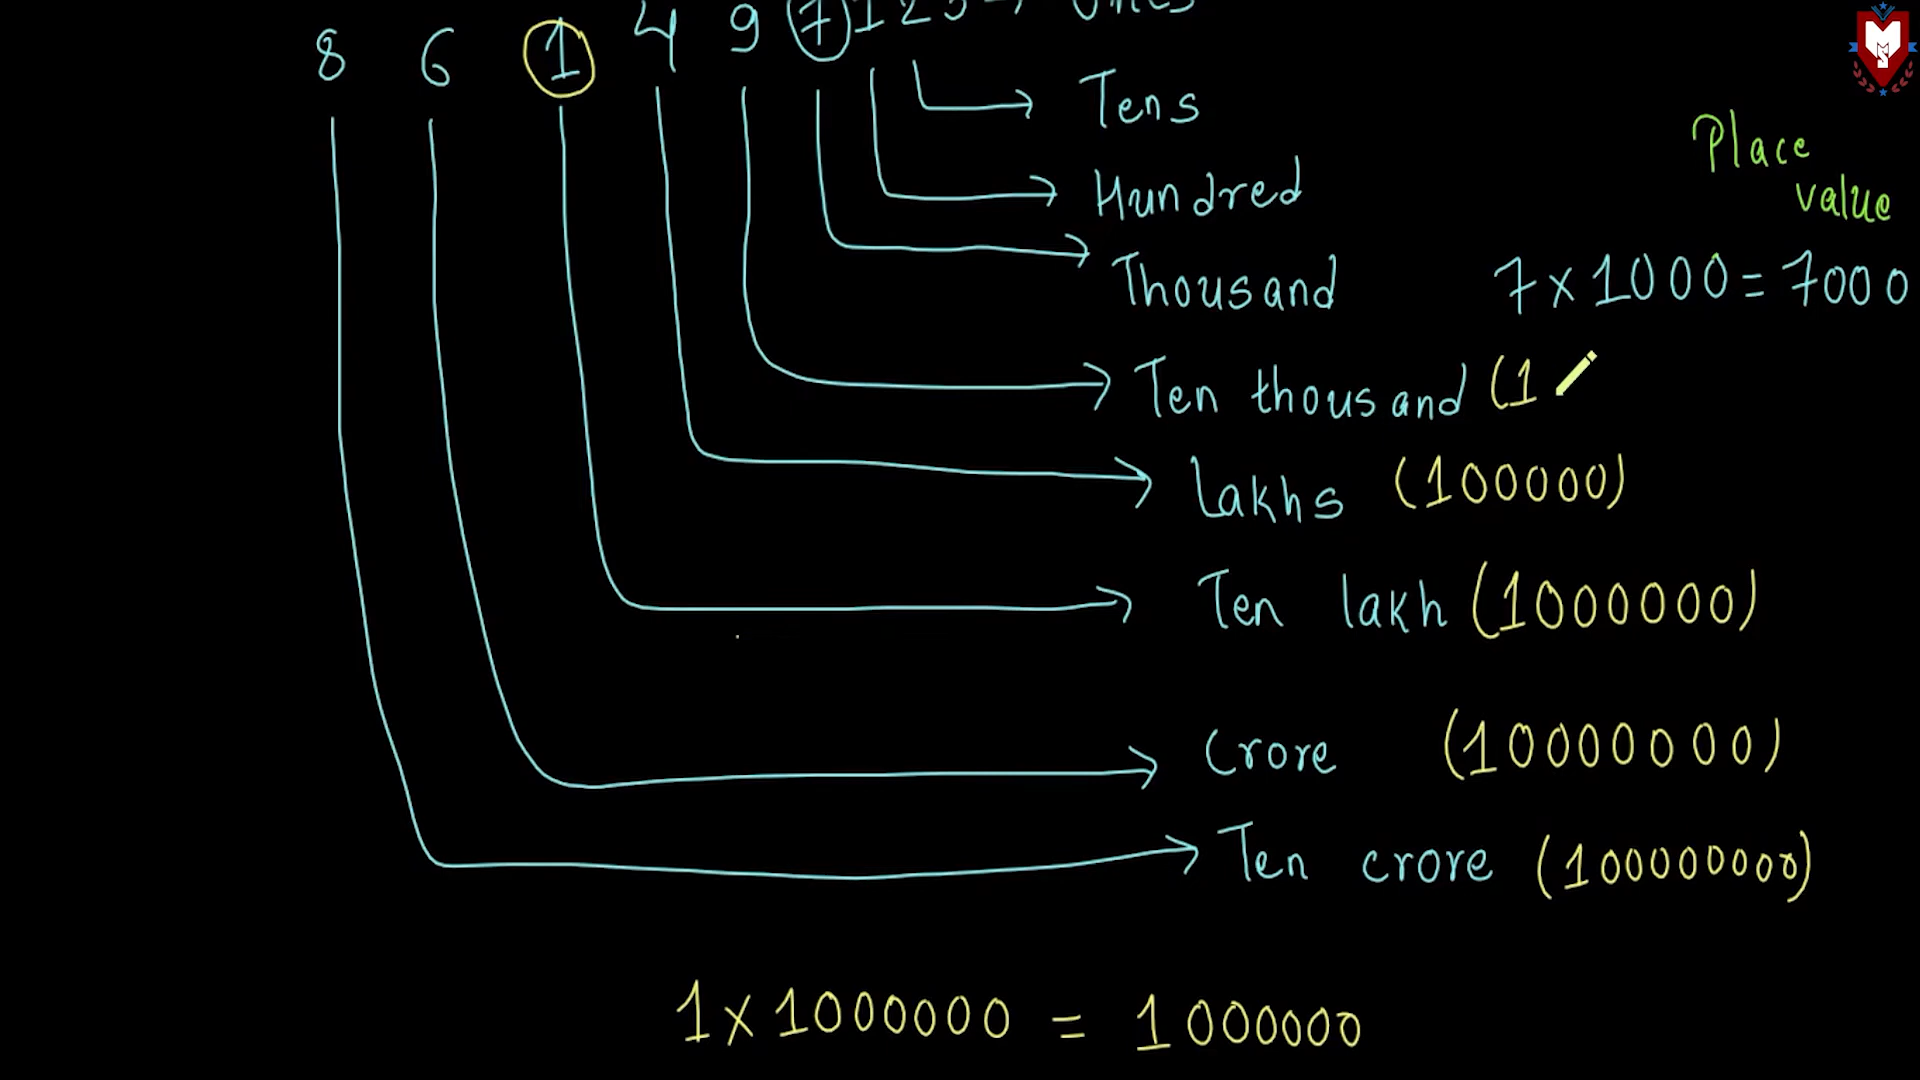 8 6 1 4 9 7 1 2
Tens
Hundred
Place
value
Thousand 7 x 1000 = 7000
Ten thousand (1
Lakhs (100000)
Ten lakh (1000000)
Crore (10000000)
Ten crore (100000000)
1 x 1000000 = 1000000